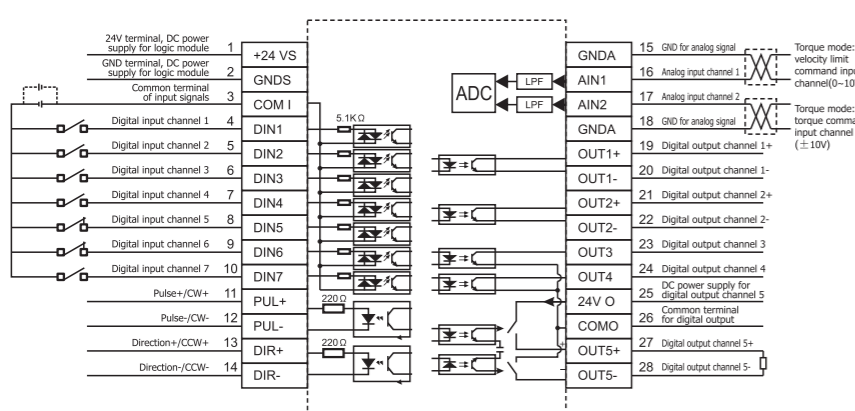 24V terminal, DC power
supply for logic module
1
+24 VS
GND terminal, DC power
supply for logic module
2
GNDS
Common terminal
of input signals
3
COM I
Digital input channel 1
4
DIN1
5.1KΩ
Digital input channel 2
5
DIN2
Digital input channel 3
6
DIN3
Digital input channel 4
7
DIN4
Digital input channel 5
8
DIN5
Digital input channel 6
9
DIN6
Digital input channel 7
10
DIN7
Pulse+/CW+
11
PUL+
220Ω
Pulse-/CW-
12
PUL-
Direction+/CCW+
13
DIR+
220Ω
Direction-/CCW-
14
DIR-
ADC
LPF
LPF
GNDA
15 GND for analog signal
AIN1
16 Analog input channel 1
AIN2
17 Analog input channel 2
GNDA
18 GND for analog signal
OUT1+
19 Digital output channel 1+
OUT1-
20 Digital output channel 1-
OUT2+
21 Digital output channel 2+
OUT2-
22 Digital output channel 2-
OUT3
23 Digital output channel 3
OUT4
24 Digital output channel 4
24V O
25 DC power supply for
digital output channel 5
COMO
26 Common terminal
for digital output
+
OUT5+
27 Digital output channel 5+
−
OUT5-
28 Digital output channel 5-
Torque mode:
velocity limit
command inpu
channel(0~10
Torque mode:
torque comma
input channel
(±10V)